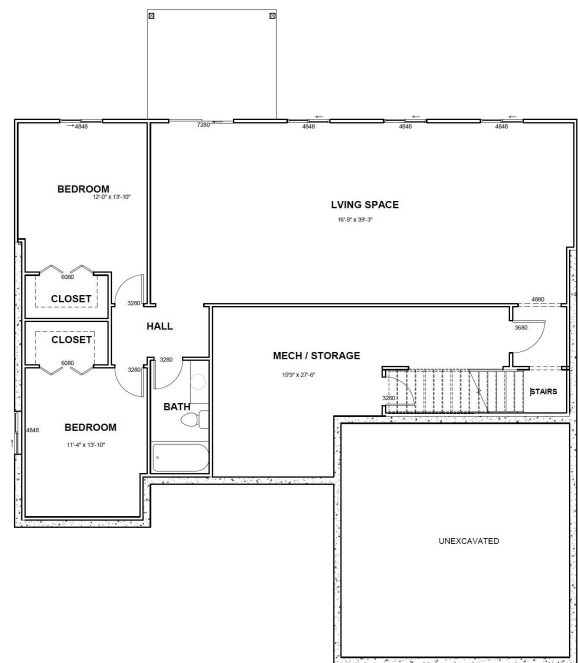 4848
7280
4848
4848
4848
BEDROOM
12'-0" x 13'-10"
LVING SPACE
16'-9" x 39'-3"
6080
CLOSET
3280
4880
HALL
3680
CLOSET
MECH / STORAGE
15'9" x 27'-6"
6080
3280
3280
STAIRS
3280
BATH
4848
BEDROOM
11'-4" x 13'-10"
UNEXCAVATED